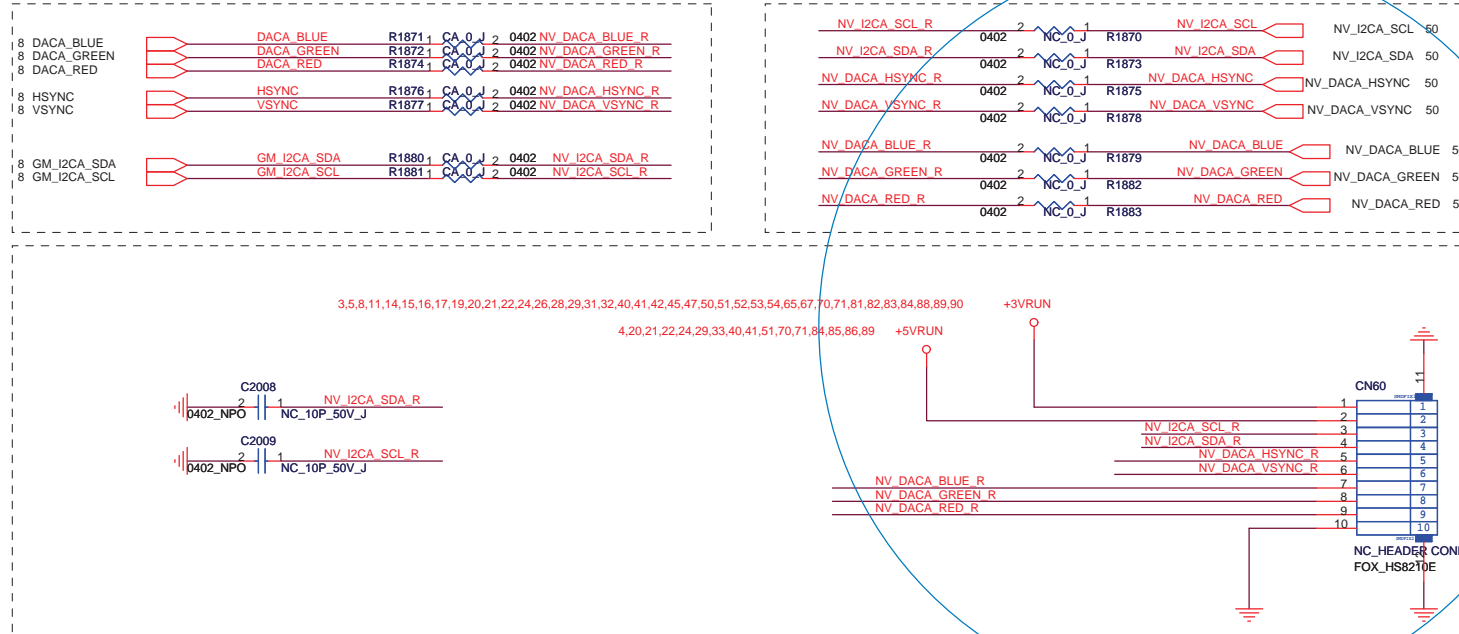 8 DACA_BLUE DACA_BLUE R1871 1 CA_0_J 2 0402 NV_DACA_BLUE_R
8 DACA_GREEN DACA_GREEN R1872 1 CA_0_J 2 0402 NV_DACA_GREEN_R
8 DACA_RED DACA_RED R1874 1 CA_0_J 2 0402 NV_DACA_RED_R
8 HSYNC HSYNC R1876 1 CA_0_J 2 0402 NV_DACA_HSYNC_R
8 VSYNC VSYNC R1877 1 CA_0_J 2 0402 NV_DACA_VSYNC_R
8 GM_I2CA_SDA GM_I2CA_SDA R1880 1 CA_0_J 2 0402 NV_I2CA_SDA_R
8 GM_I2CA_SCL GM_I2CA_SCL R1881 1 CA_0_J 2 0402 NV_I2CA_SCL_R
NV_I2CA_SCL_R 0402 2 NC_0_J 1 R1870 NV_I2CA_SCL NV_I2CA_SCL 50
NV_I2CA_SDA_R 0402 2 NC_0_J 1 R1873 NV_I2CA_SDA NV_I2CA_SDA 50
NV_DACA_HSYNC_R 0402 2 NC_0_J 1 R1875 NV_DACA_HSYNC NV_DACA_HSYNC 50
NV_DACA_VSYNC_R 0402 2 NC_0_J 1 R1878 NV_DACA_VSYNC NV_DACA_VSYNC 50
NV_DACA_BLUE_R 0402 2 NC_0_J 1 R1879 NV_DACA_BLUE NV_DACA_BLUE 5
NV_DACA_GREEN_R 0402 2 NC_0_J 1 R1882 NV_DACA_GREEN NV_DACA_GREEN 5
NV_DACA_RED_R 0402 2 NC_0_J 1 R1883 NV_DACA_RED NV_DACA_RED 5
3,5,8,11,14,15,16,17,19,20,21,22,24,26,28,29,31,32,40,41,42,45,47,50,51,52,53,54,65,67,70,71,81,82,83,84,88,89,90 +3VRUN
4,20,21,22,24,29,33,40,41,51,70,71,84,85,86,89 +5VRUN
C2008
0402_NPO 2 1 NC_10P_50V_J NV_I2CA_SDA_R
C2009
0402_NPO 2 1 NC_10P_50V_J NV_I2CA_SCL_R
11
CN60
1 1
2 2
NV_I2CA_SCL_R 3 3
NV_I2CA_SDA_R 4 4
NV_DACA_HSYNC_R 5 5
NV_DACA_VSYNC_R 6 6
NV_DACA_BLUE_R 7 7
NV_DACA_GREEN_R 8 8
NV_DACA_RED_R 9 9
10 10
12
NC_HEADER CON
FOX_HS8210E